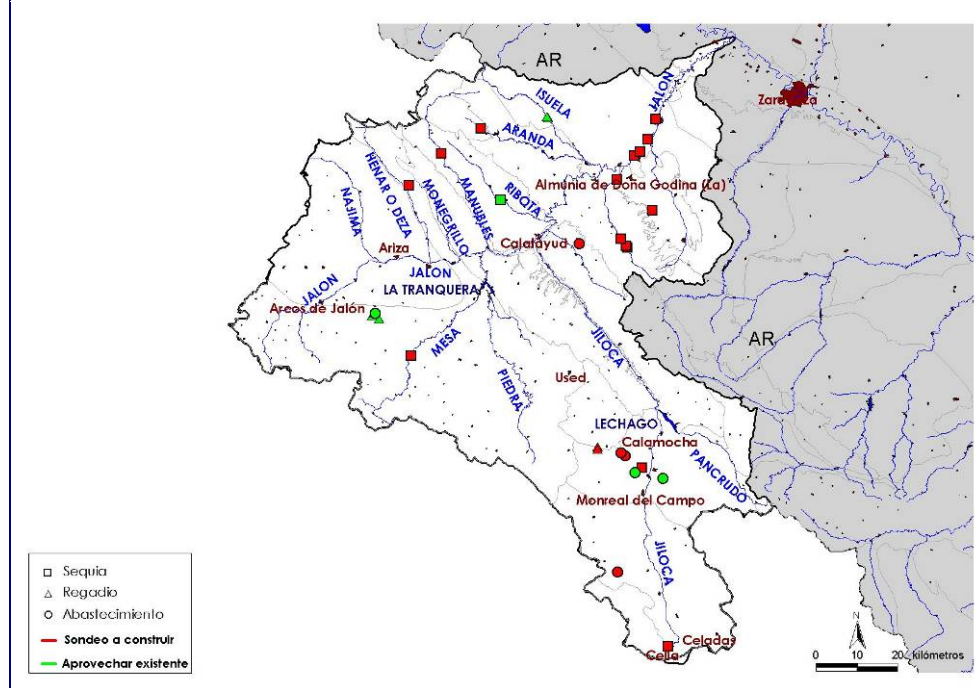 AR
ISUELA
JALON
Zaragoza
ARANDA
HENAR O DEZA
MONEGRILLO
MANUBLES
RIBOTA
Almunia de Doña Godina (La)
NAJIMA
Calatayud
Ariza
JALON
JALON
LA TRANQUERA
Arcos de Jalón
AR
MESA
JILOCA
PIEDRA
Used
LECHAGO
Calamocha
PANCRUDO
Monreal del Campo
JILOCA
Sequia
Regadio
Abastecimiento
Sondeo a construir
Aprovechar existente
Celadas
Cella
N
0 10 20 kilómetros